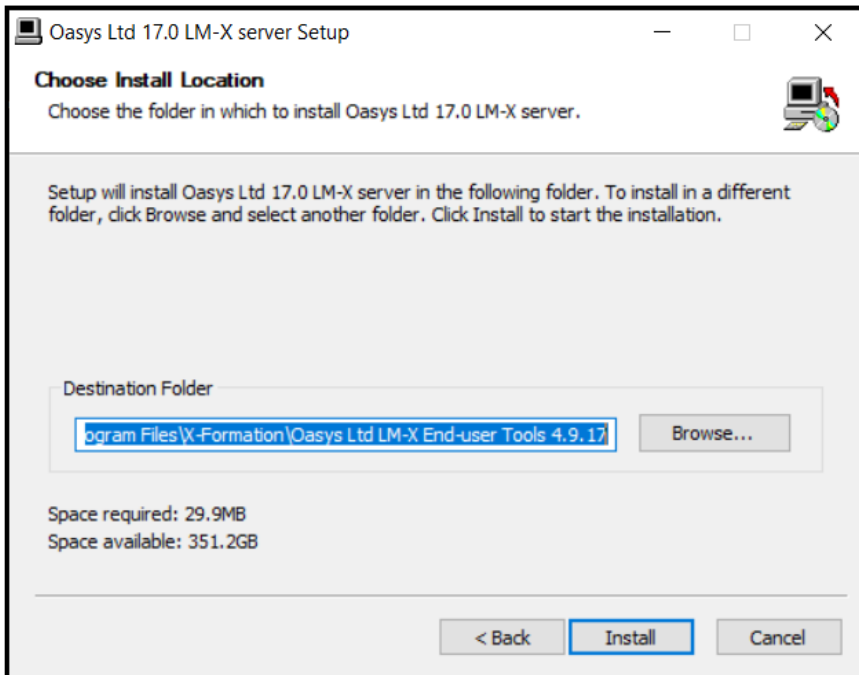 Oasys Ltd 17.0 LM-X server Setup
Choose Install Location
Choose the folder in which to install Oasys Ltd 17.0 LM-X server.
Setup will install Oasys Ltd 17.0 LM-X server in the following folder. To install in a different
folder, click Browse and select another folder. Click Install to start the installation.
Destination Folder
ogram Files\X-Formation\Oasys Ltd LM-X End-user Tools 4.9.17
Browse...
Space required: 29.9MB
Space available: 351.2GB
< Back
Install
Cancel